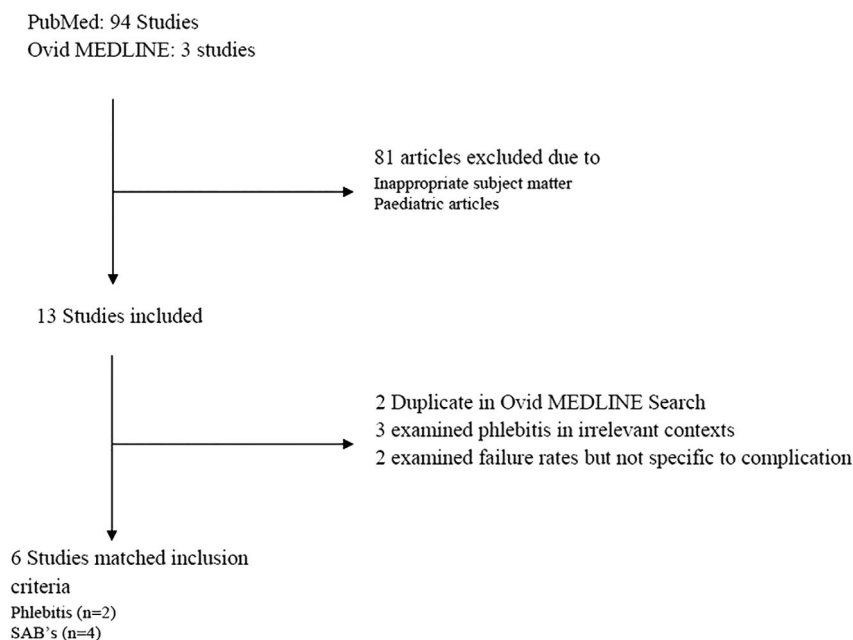 PubMed: 94 Studies
Ovid MEDLINE: 3 studies
81 articles excluded due to
Inappropriate subject matter
Paediatric articles
13 Studies included
2 Duplicate in Ovid MEDLINE Search
3 examined phlebitis in irrelevant contexts
2 examined failure rates but not specific to complication
6 Studies matched inclusion
criteria
Phlebitis (n=2)
SAB's (n=4)